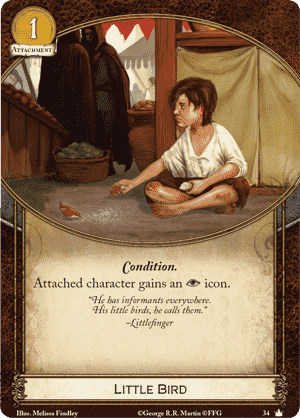 1
ATTACHMENT
Condition.
Attached character gains an icon.
"He has informants everywhere.
His little birds, he calls them."
–Littlefinger
LITTLE BIRD
Illus. Melissa Findley ©George R.R. Martin ©FFG 34